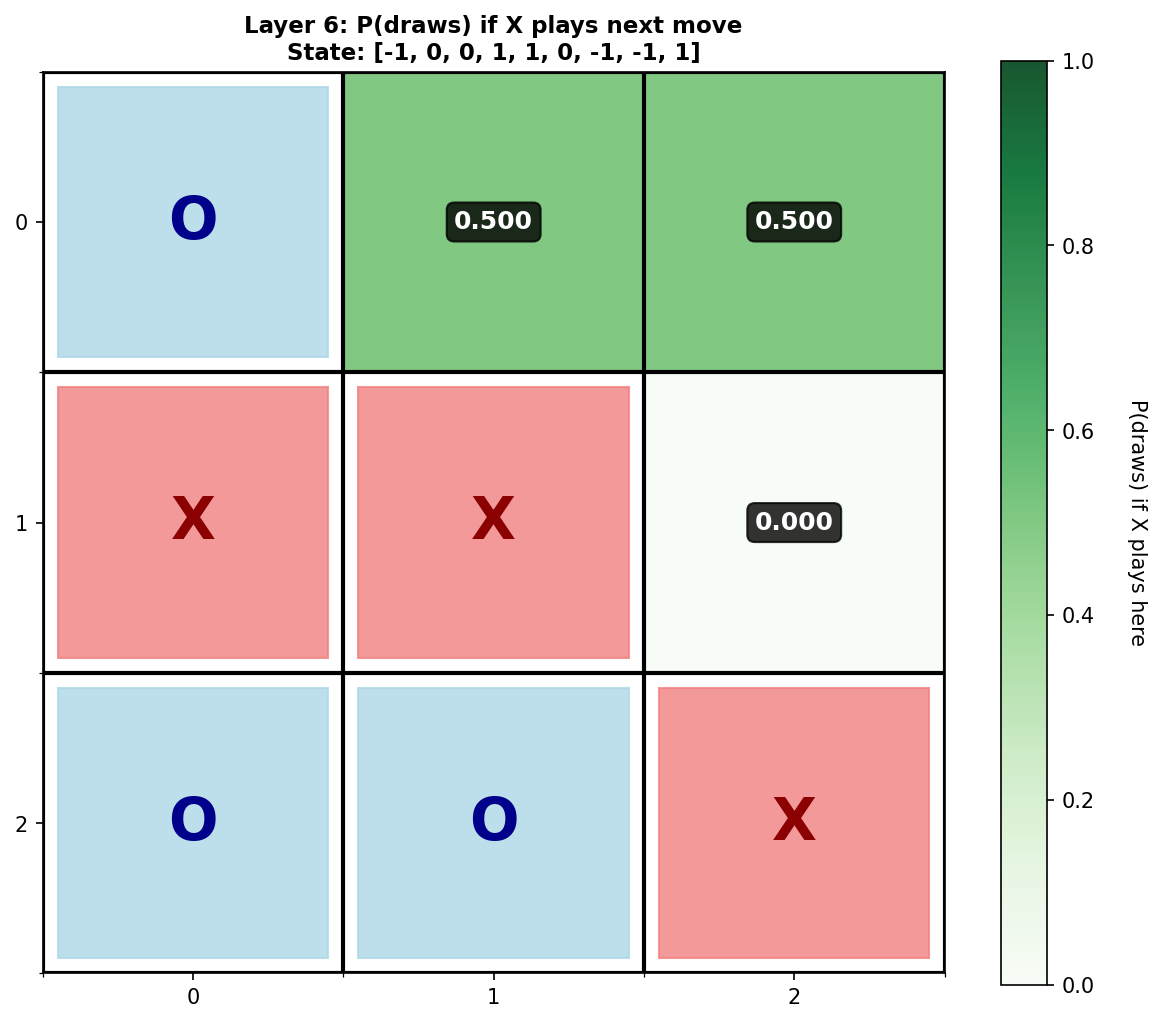 Layer 6: P(draws) if X plays next move
State: [-1, 0, 0, 1, 1, 0, -1, -1, 1]
0
O
0.500
0.500
1
X
X
0.000
2
O
O
X
0
1
2
1.0
0.8
0.6
0.4
0.2
0.0
P(draws) if X plays here